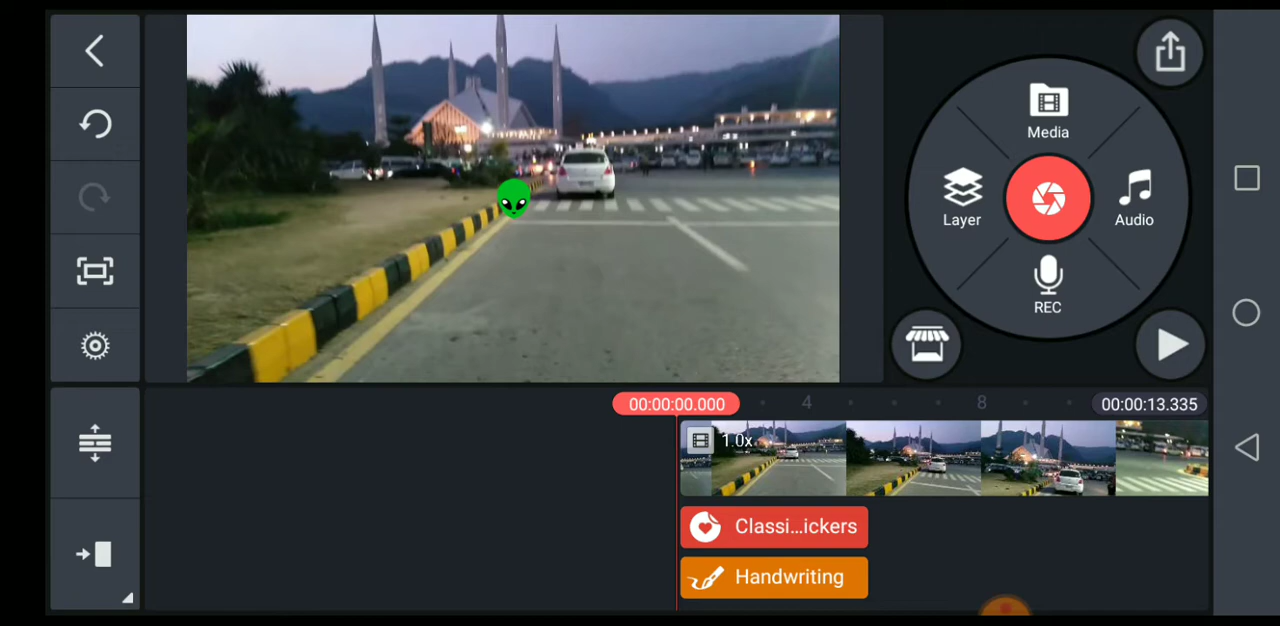 Media
Layer
Audio
REC
00:00:00.000
4
8
00:00:13.335
1.0x
Classi...ickers
Handwriting